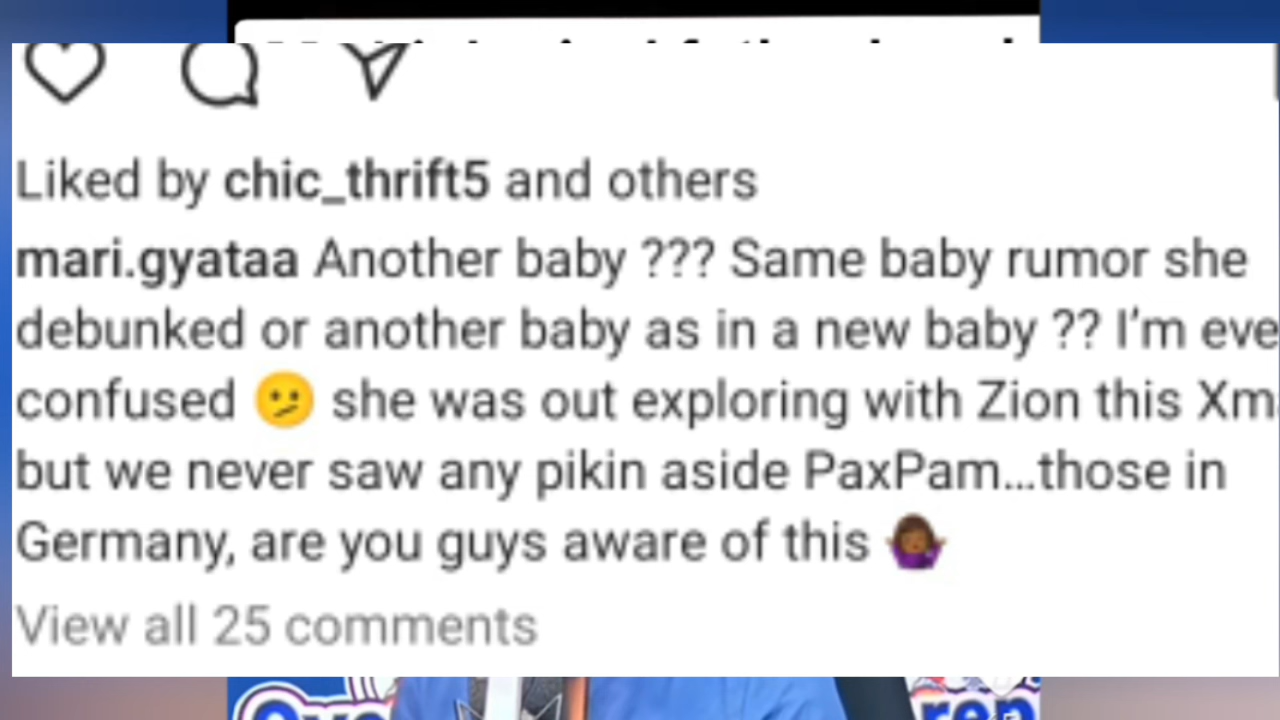 Liked by chic_thrift5 and others
mari.gyataa Another baby ??? Same baby rumor she
debunked or another baby as in a new baby ?? I'm eve
confused 🫤 she was out exploring with Zion this Xm
but we never saw any pikin aside PaxPam...those in
Germany, are you guys aware of this 🤷🏾‍♀️
View all 25 comments